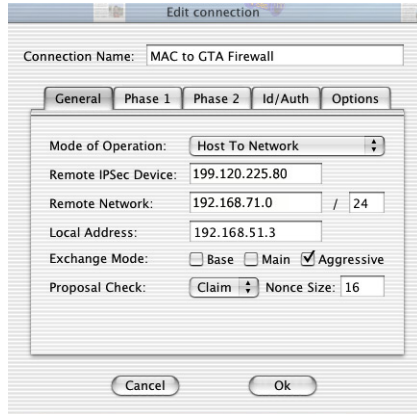 Edit connection
Connection Name: MAC to GTA Firewall
General Phase 1 Phase 2 Id/Auth Options
Mode of Operation: Host To Network
Remote IPSec Device: 199.120.225.80
Remote Network: 192.168.71.0 / 24
Local Address: 192.168.51.3
Exchange Mode: Base Main Aggressive
Proposal Check: Claim Nonce Size: 16
Cancel Ok